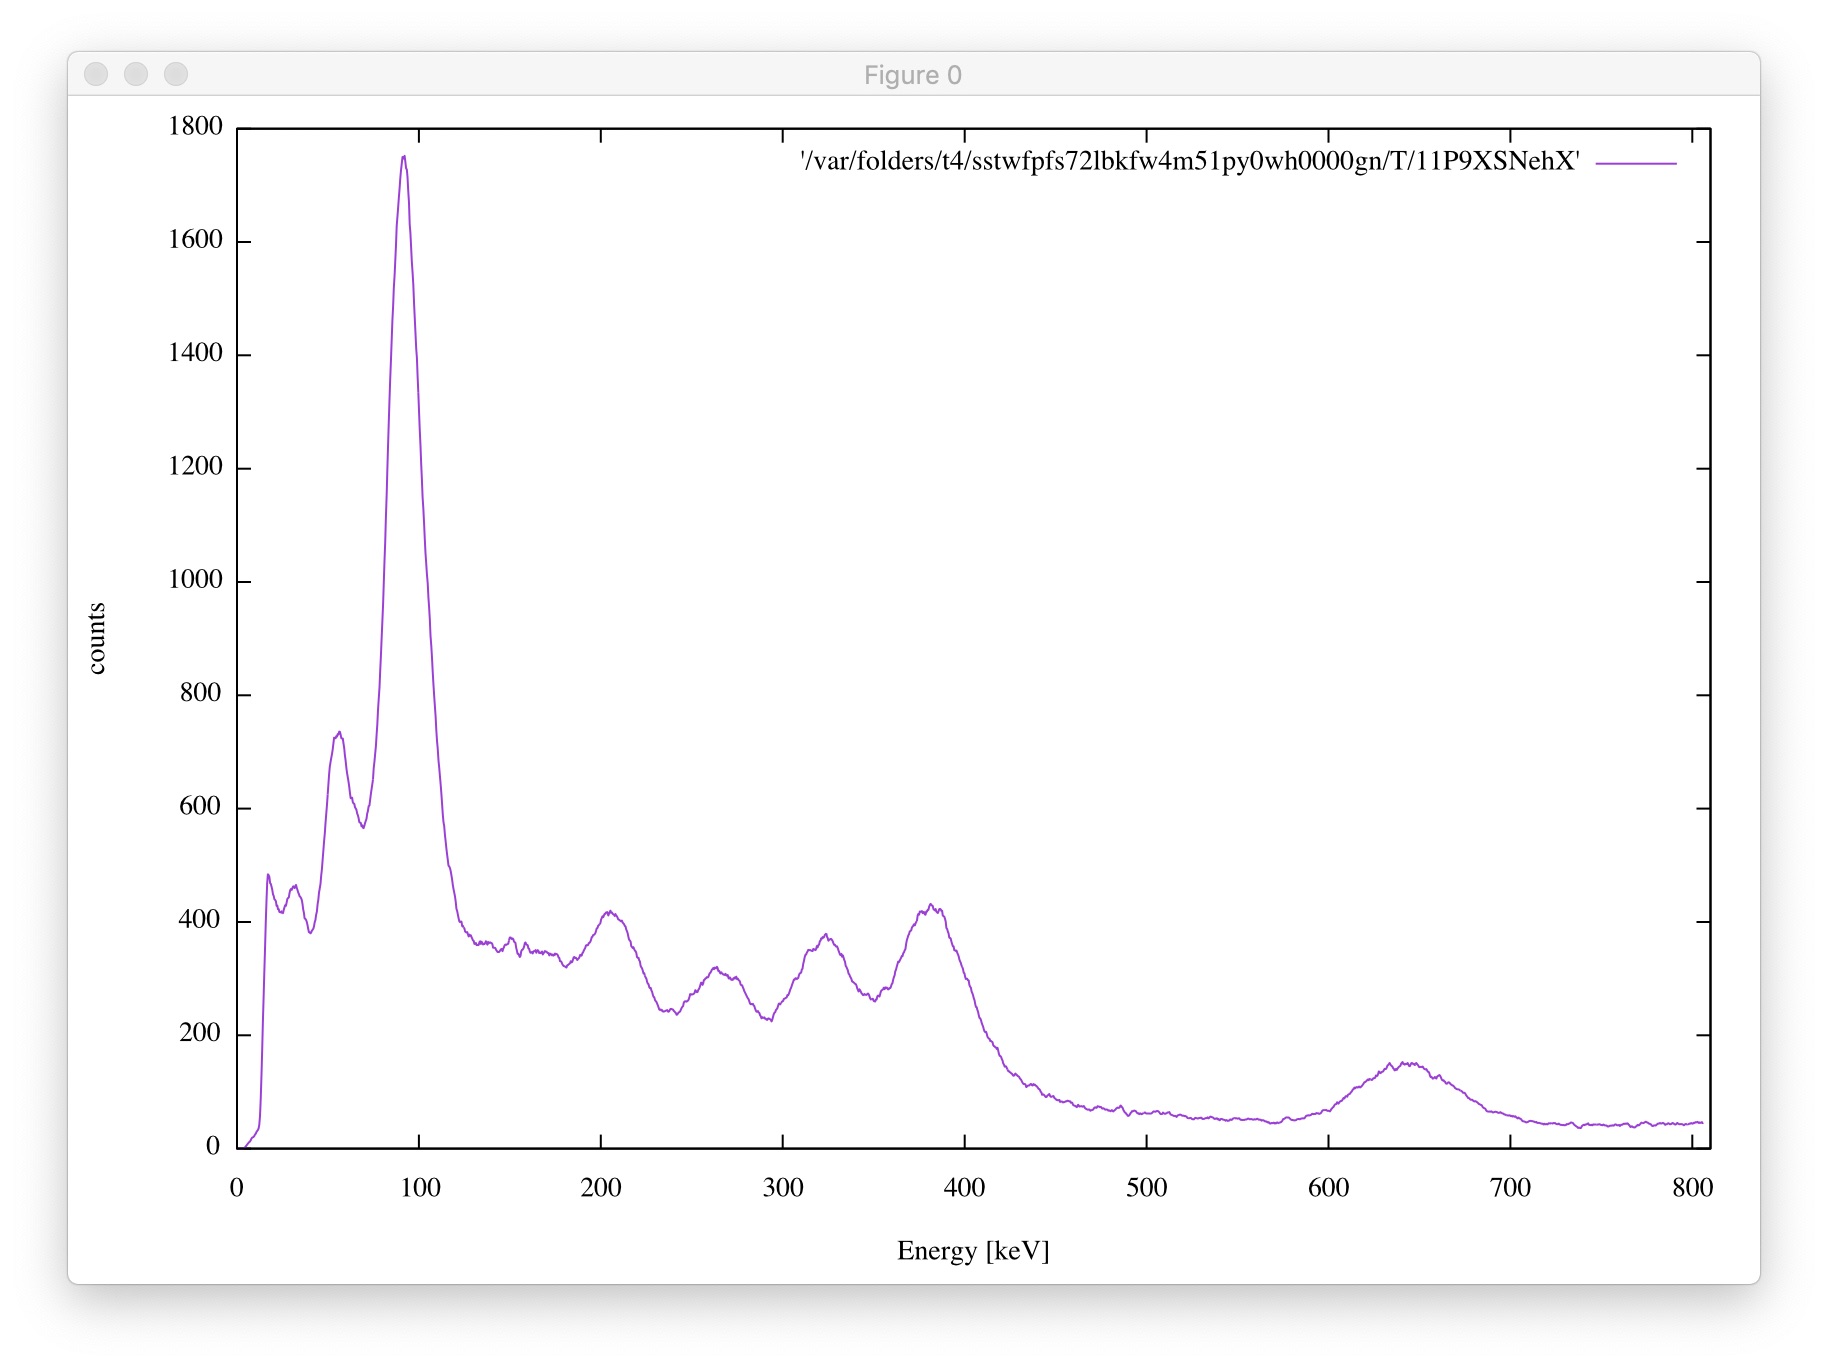 Figure 0
'/var/folders/t4/sstwfpfs72lbkfw4m51py0wh0000gn/T/11P9XSNehX'
1800
1600
1400
1200
1000
800
600
400
200
0
counts
0 100 200 300 400 500 600 700 800
Energy [keV]